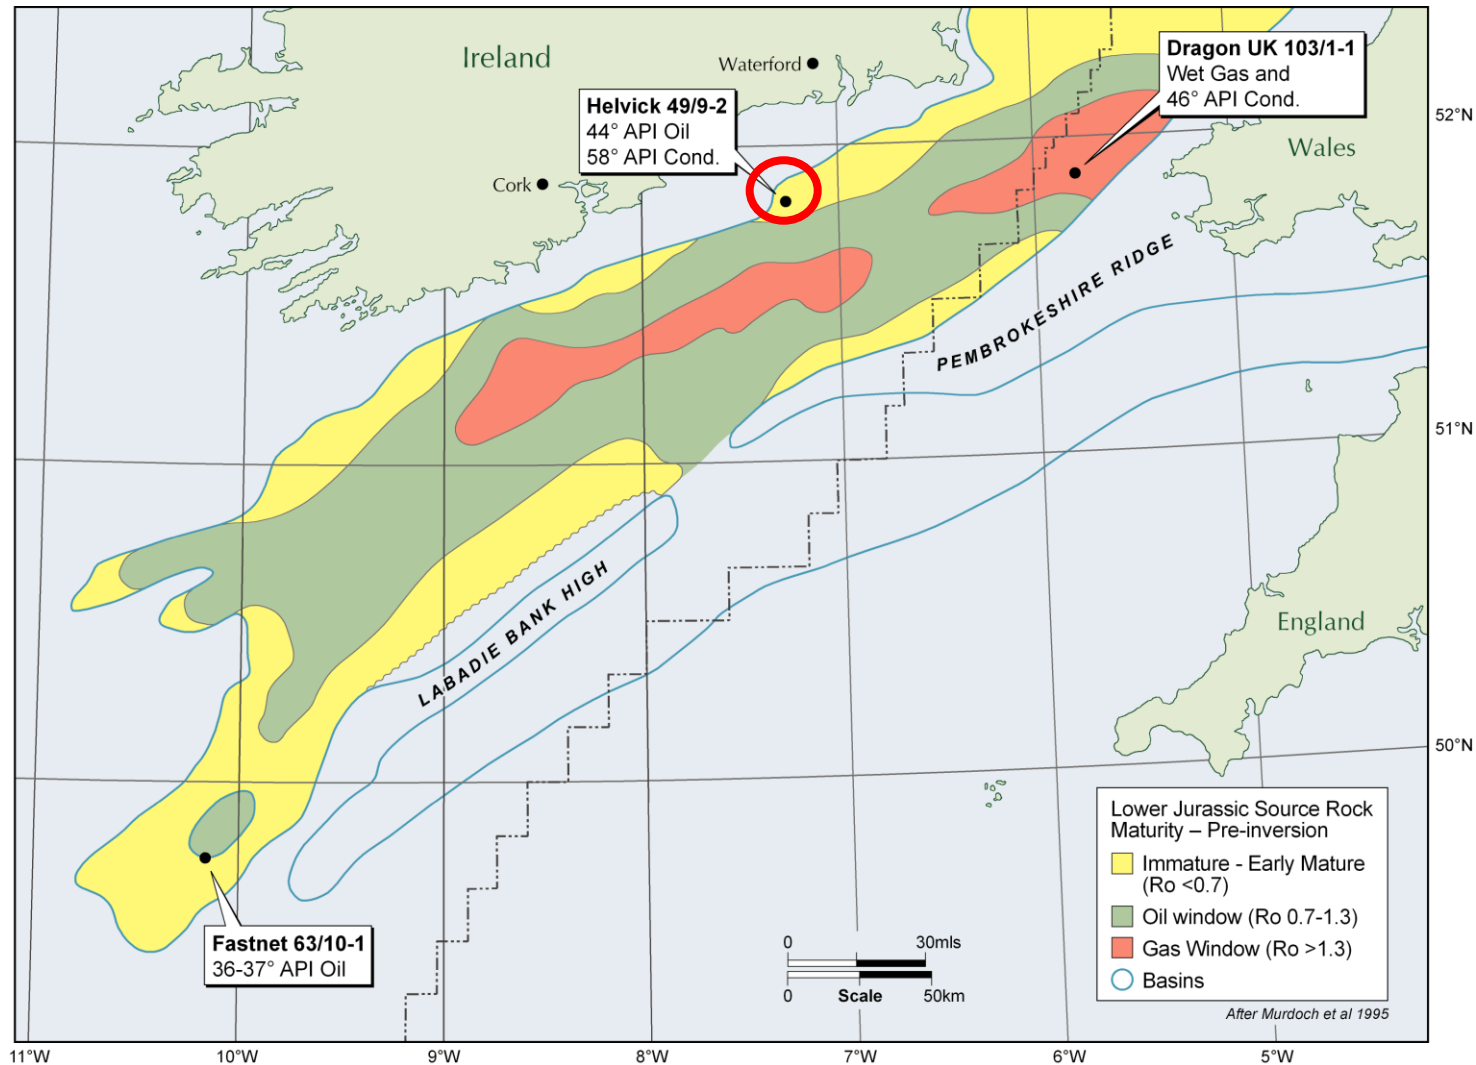 Ireland
Waterford
Dragon UK 103/1-1
Wet Gas and
46° API Cond.
Helvick 49/9-2
44° API Oil
58° API Cond.
52°N
Wales
Cork
PEMBROKESHIRE RIDGE
51°N
LABADIE BANK HIGH
England
50°N
Lower Jurassic Source Rock
Maturity – Pre-inversion
Immature - Early Mature
(Ro <0.7)
Oil window (Ro 0.7-1.3)
Gas Window (Ro >1.3)
Basins
After Murdoch et al 1995
Fastnet 63/10-1
36-37° API Oil
0 30mls
0 Scale 50km
11°W 10°W 9°W 8°W 7°W 6°W 5°W